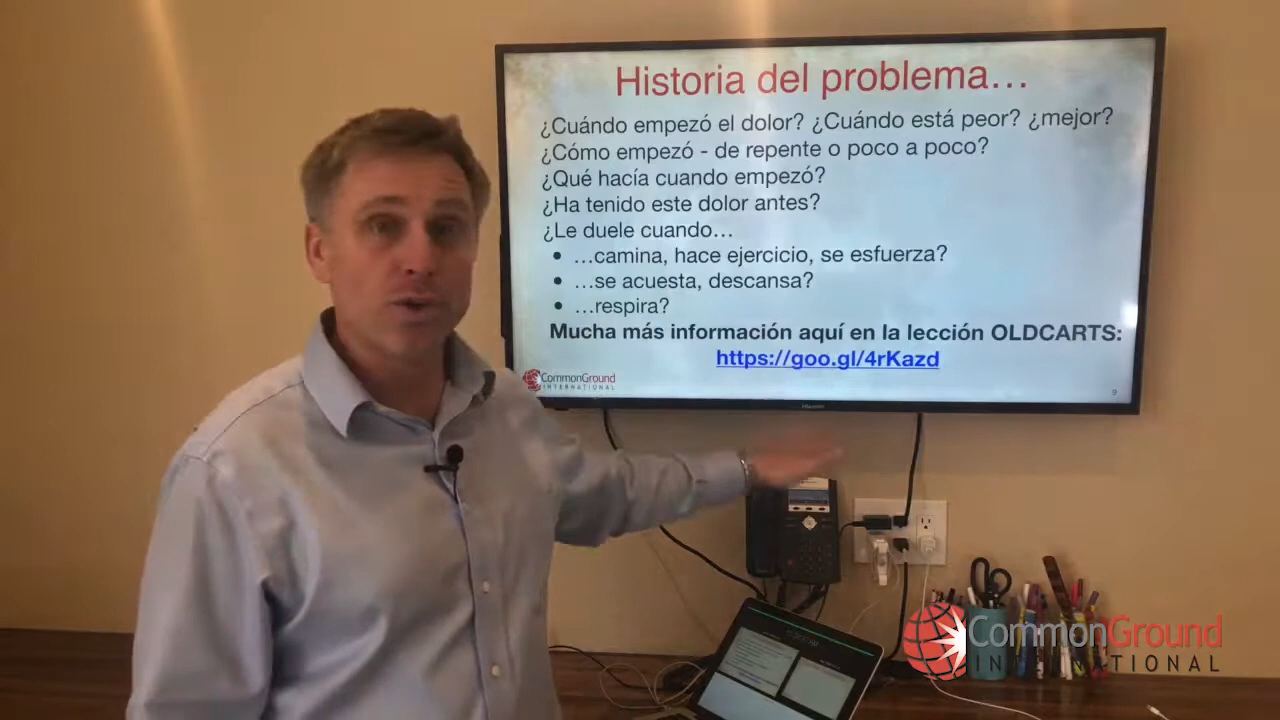 Historia del problema…
¿Cuándo empezó el dolor? ¿Cuándo está peor? ¿mejor?
¿Cómo empezó - de repente o poco a poco?
¿Qué hacía cuando empezó?
¿Ha tenido este dolor antes?
¿Le duele cuando…
• …camina, hace ejercicio, se esfuerza?
• …se acuesta, descansa?
• …respira?
Mucha más información aquí en la lección OLDCARTS:
https://goo.gl/4rKazd
CommonGround
INTERNATIONAL
9
Hisense
CommonGround
INTERNATIONAL